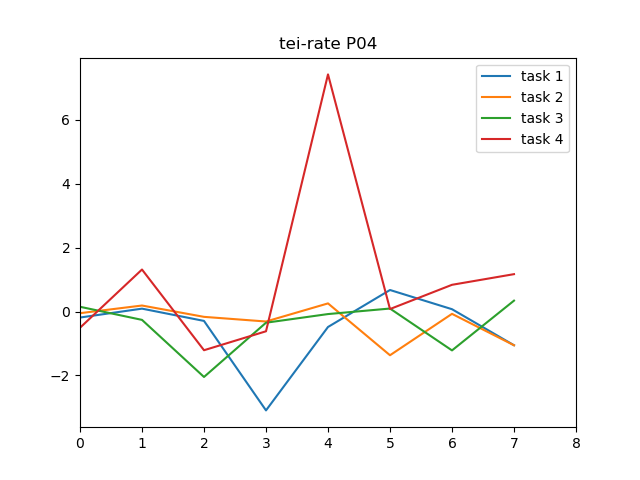 tei-rate P04
task 1
task 2
task 3
task 4
6
4
2
0
−2
0 1 2 3 4 5 6 7 8